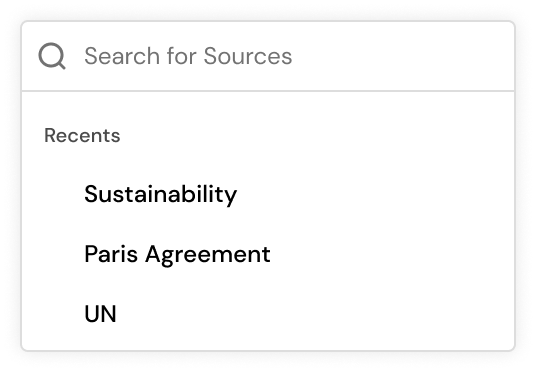 Search for Sources
Recents
Sustainability
Paris Agreement
UN